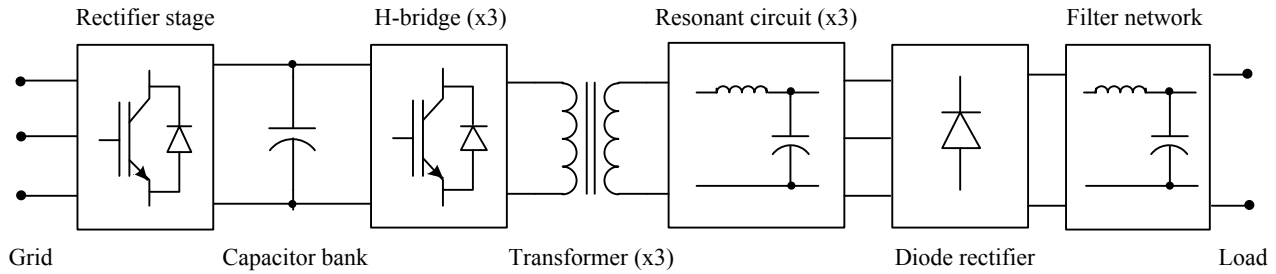 Rectifier stage
H-bridge (x3)
Resonant circuit (x3)
Filter network
Grid
Capacitor bank
Transformer (x3)
Diode rectifier
Load